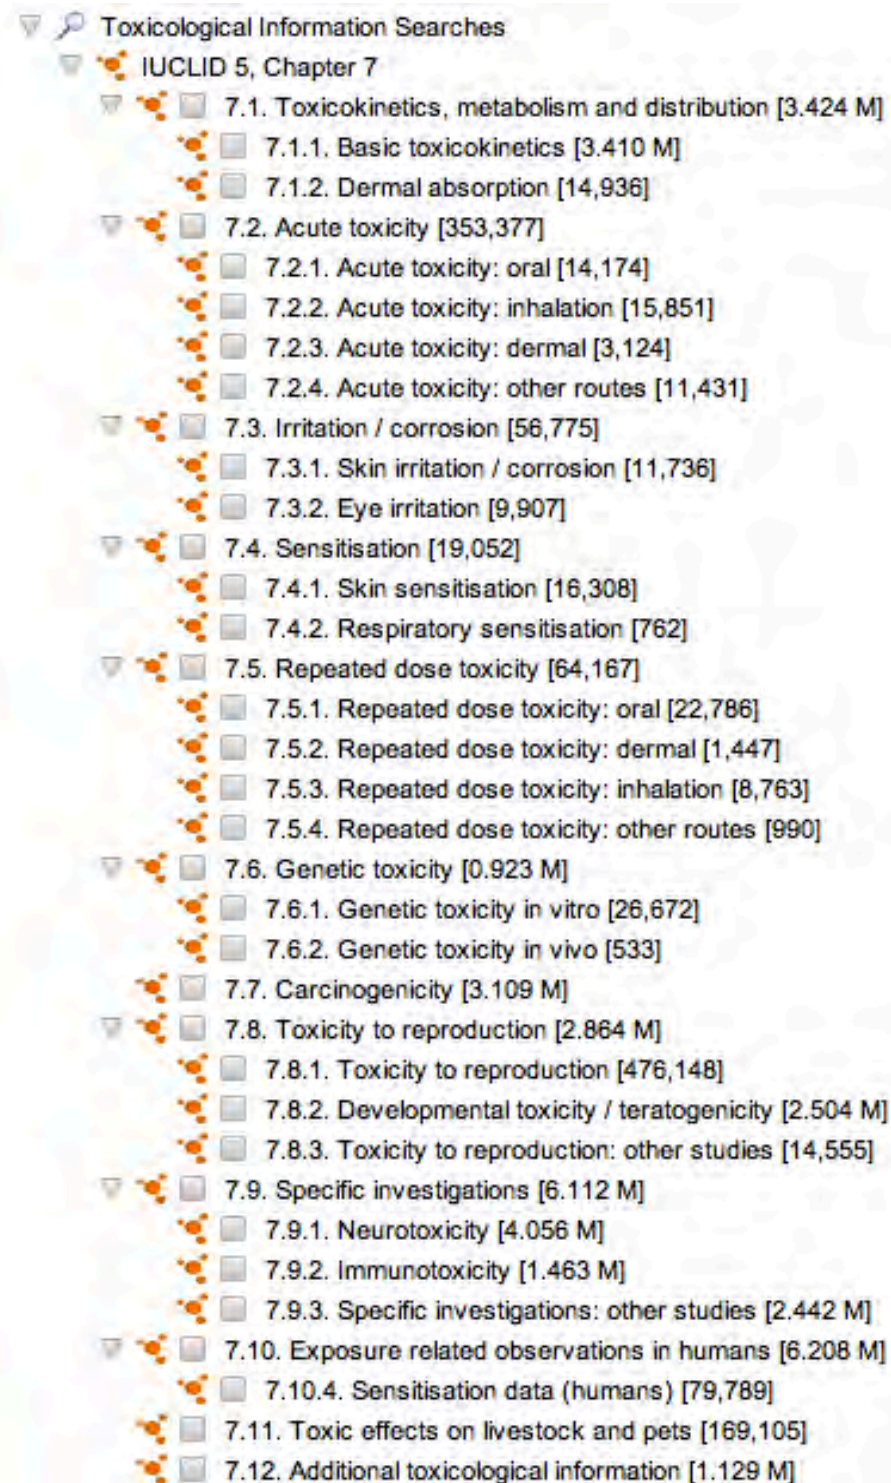 Toxicological Information Searches
IUCLID 5, Chapter 7
7.1. Toxicokinetics, metabolism and distribution [3.424 M]
7.1.1. Basic toxicokinetics [3.410 M]
7.1.2. Dermal absorption [14,936]
7.2. Acute toxicity [353,377]
7.2.1. Acute toxicity: oral [14,174]
7.2.2. Acute toxicity: inhalation [15,851]
7.2.3. Acute toxicity: dermal [3,124]
7.2.4. Acute toxicity: other routes [11,431]
7.3. Irritation / corrosion [56,775]
7.3.1. Skin irritation / corrosion [11,736]
7.3.2. Eye irritation [9,907]
7.4. Sensitisation [19,052]
7.4.1. Skin sensitisation [16,308]
7.4.2. Respiratory sensitisation [762]
7.5. Repeated dose toxicity [64,167]
7.5.1. Repeated dose toxicity: oral [22,786]
7.5.2. Repeated dose toxicity: dermal [1,447]
7.5.3. Repeated dose toxicity: inhalation [8,763]
7.5.4. Repeated dose toxicity: other routes [990]
7.6. Genetic toxicity [0.923 M]
7.6.1. Genetic toxicity in vitro [26,672]
7.6.2. Genetic toxicity in vivo [533]
7.7. Carcinogenicity [3.109 M]
7.8. Toxicity to reproduction [2.864 M]
7.8.1. Toxicity to reproduction [476,148]
7.8.2. Developmental toxicity / teratogenicity [2.504 M]
7.8.3. Toxicity to reproduction: other studies [14,555]
7.9. Specific investigations [6.112 M]
7.9.1. Neurotoxicity [4.056 M]
7.9.2. Immunotoxicity [1.463 M]
7.9.3. Specific investigations: other studies [2.442 M]
7.10. Exposure related observations in humans [6.208 M]
7.10.4. Sensitisation data (humans) [79,789]
7.11. Toxic effects on livestock and pets [169,105]
7.12. Additional toxicological information [1.129 M]